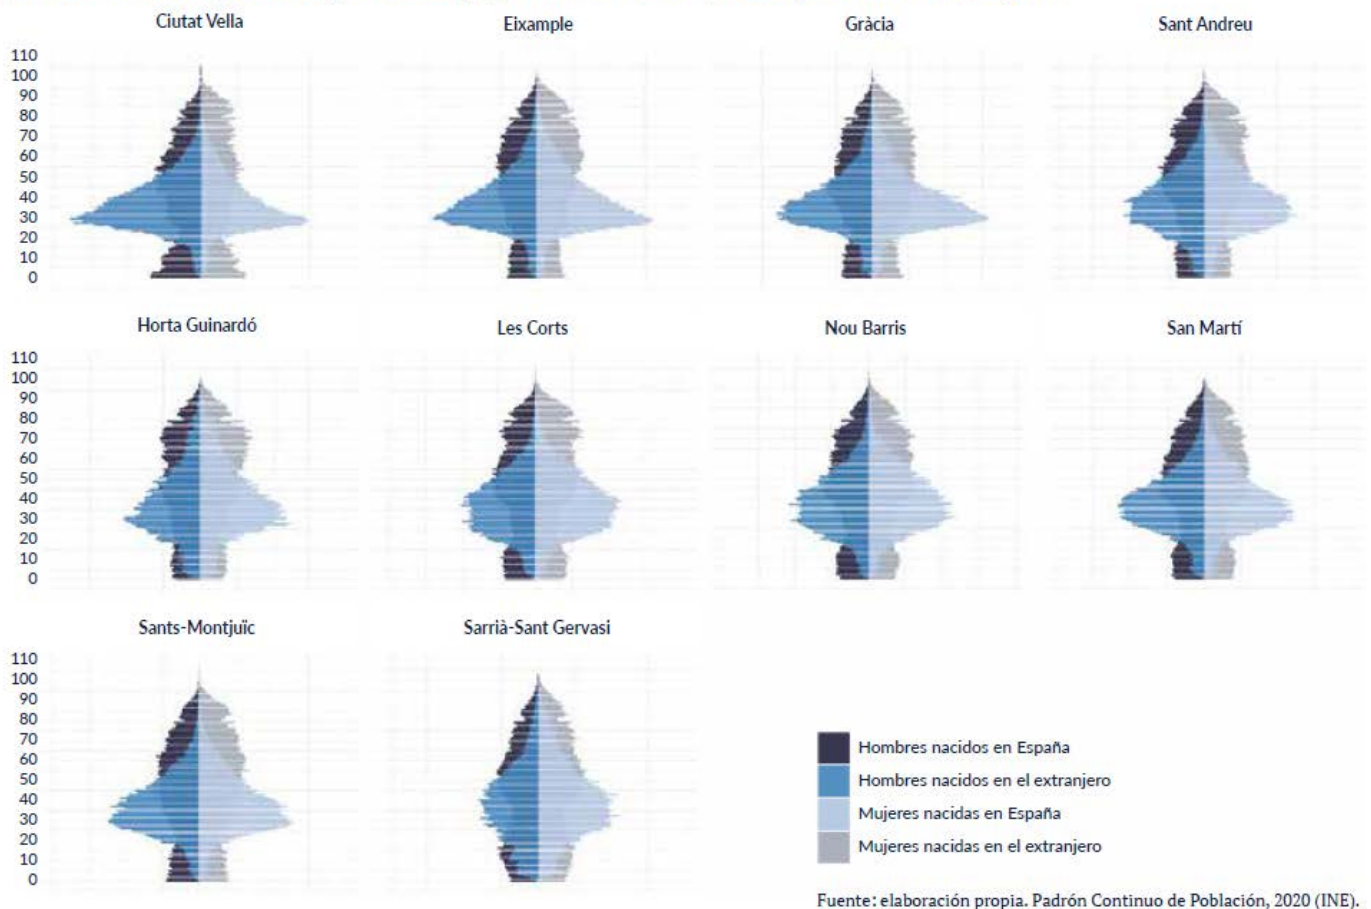 Ciutat Vella
Eixample
Gràcia
Sant Andreu
110
100
90
80
70
60
50
40
30
20
10
0
Horta Guinardó
Les Corts
Nou Barris
San Martí
110
100
90
80
70
60
50
40
30
20
10
0
Sants-Montjuïc
Sarrià-Sant Gervasi
110
100
90
80
70
60
50
40
30
20
10
0
Hombres nacidos en España
Hombres nacidos en el extranjero
Mujeres nacidas en España
Mujeres nacidas en el extranjero
Fuente: elaboración propia. Padrón Continuo de Población, 2020 (INE).